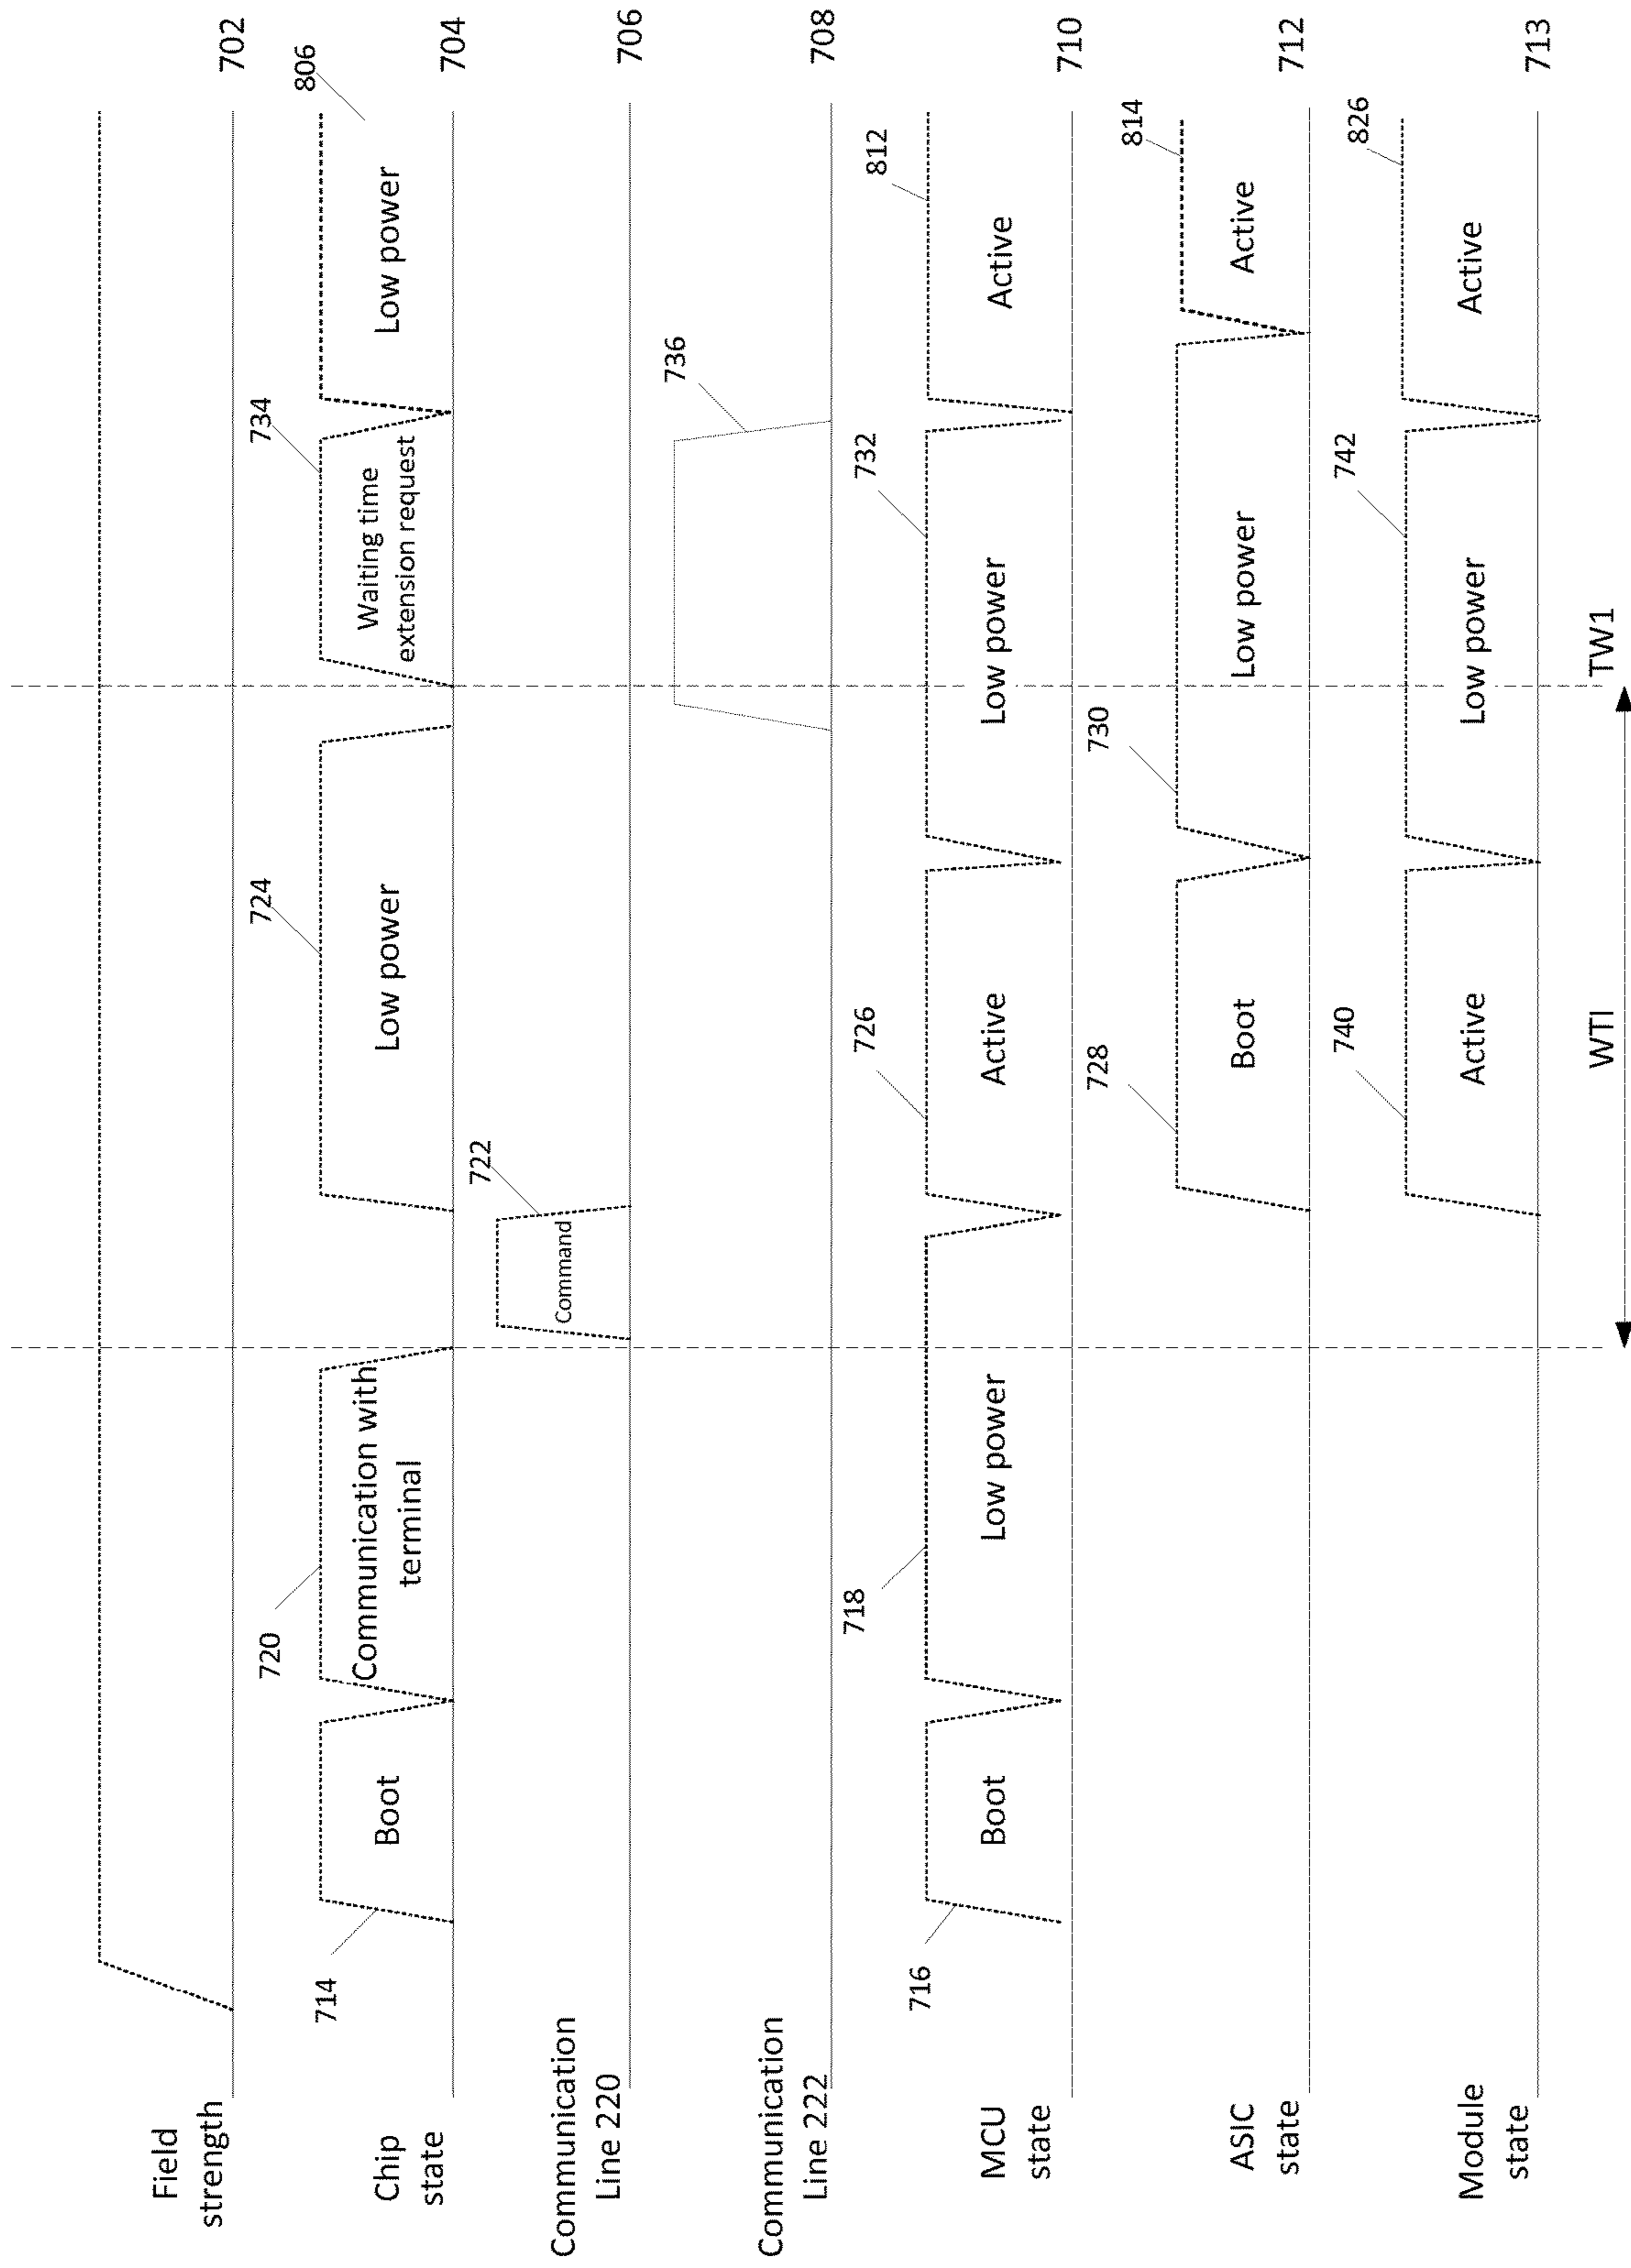 Field
strength
702
Chip
state
714
Boot
720
Communication with
terminal
724
Low power
734
Waiting time
extension request
806
Low power
704
Communication
Line 220
722
Command
706
Communication
Line 222
736
708
MCU
state
716
Boot
718
Low power
726
Active
732
Low power
812
Active
710
ASIC
state
728
Boot
730
Low power
814
Active
712
Module
state
740
Active
742
Low power
826
Active
713
WTI
TW1